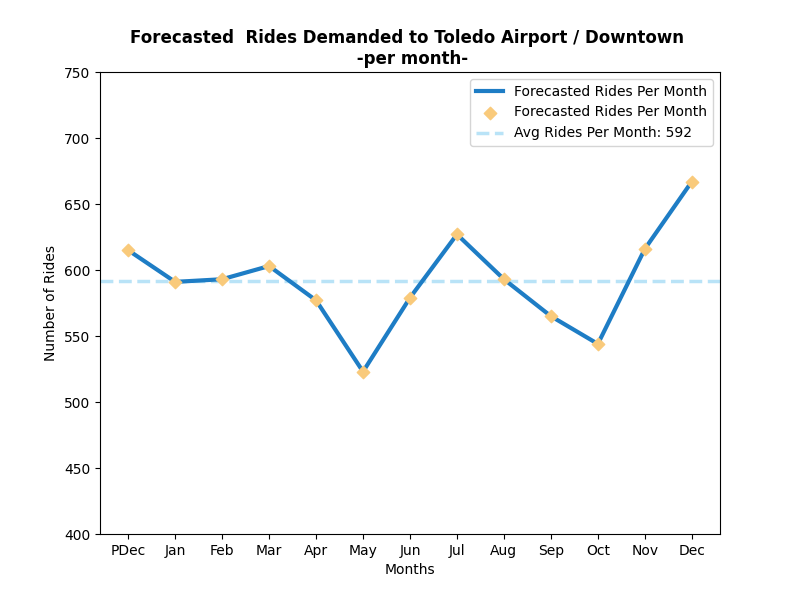 Forecasted  Rides Demanded to Toledo Airport / Downtown
-per month-
Forecasted Rides Per Month
Forecasted Rides Per Month
Avg Rides Per Month: 592
Number of Rides
750
700
650
600
550
500
450
400
PDec Jan Feb Mar Apr May Jun Jul Aug Sep Oct Nov Dec
Months